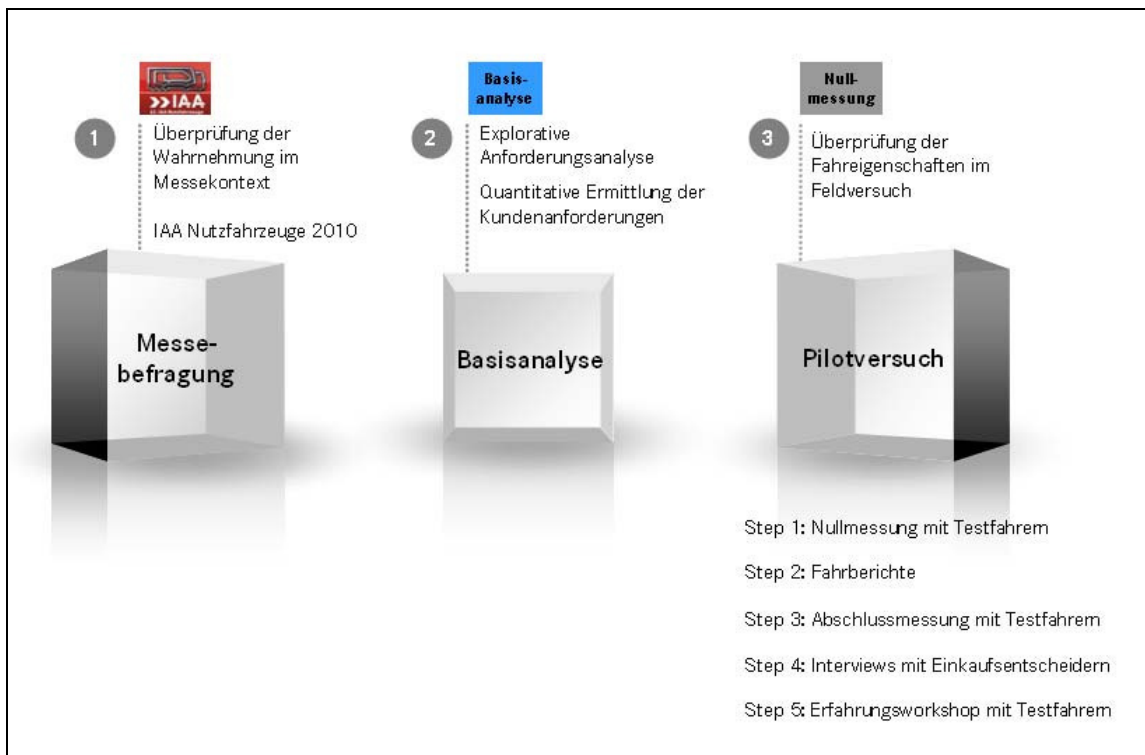 >>IAA
1
Überprüfung der
Wahrnehmung im
Messekontext
IAA Nutzfahrzeuge 2010
Messe-
befragung
Basis-
analyse
2
Explorative
Anforderungsanalyse
Quantitative Ermittlung der
Kundenanforderungen
Basisanalyse
Null-
messung
3
Überprüfung der
Fahreigenschaften im
Feldversuch
Pilotversuch
Step 1: Nullmessung mit Testfahrern
Step 2: Fahrberichte
Step 3: Abschlussmessung mit Testfahrern
Step 4: Interviews mit Einkaufsentscheidern
Step 5: Erfahrungsworkshop mit Testfahrern